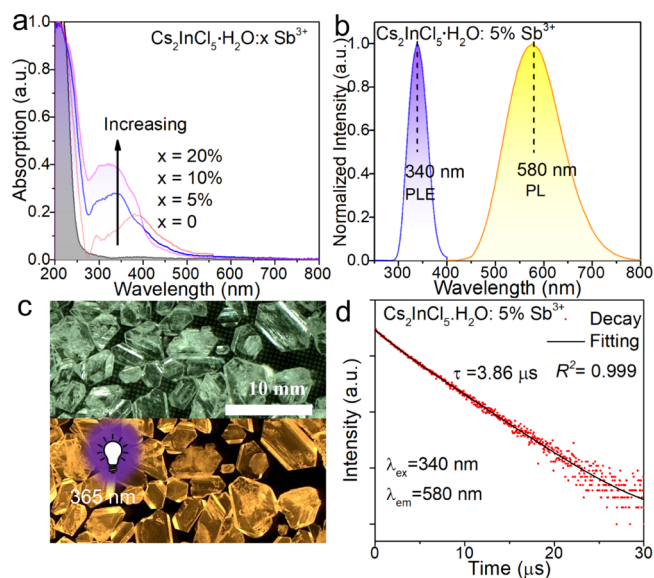 a
Cs₂InCl₅·H₂O:x Sb³⁺
Absorption (a.u.)
1.0
0.8
0.6
0.4
0.2
0.0
Increasing
x = 20%
x = 10%
x = 5%
x = 0
200 300 400 500 600 700 800
Wavelength (nm)
b
Cs₂InCl₅·H₂O: 5% Sb³⁺
Normalized Intensity (a.u.)
1.0
0.8
0.6
0.4
0.2
0.0
340 nm
PLE
580 nm
PL
300 400 500 600 700 800
Wavelength (nm)
c
10 mm
365 nm
d
Cs₂InCl₅.H₂O: 5% Sb³⁺
Decay
Fitting
τ =3.86 μs
R²= 0.999
Intensity (a.u.)
λex=340 nm
λem=580 nm
0 10 20 30
Time (μs)